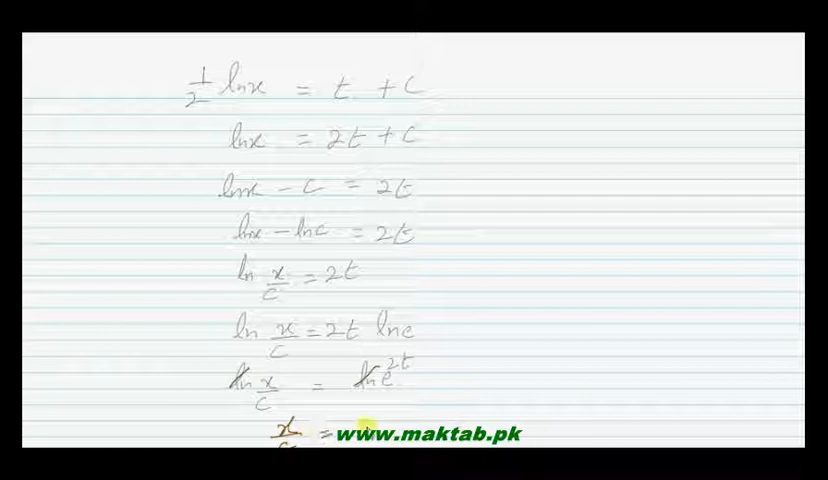 1/2 lnx = t + C
lnx = 2t + C
lnx - C = 2t
lnx - lnC = 2t
ln x/C = 2t
ln x/C = 2t lne
ln x/C = ln e^2t
x/C =
www.maktab.pk